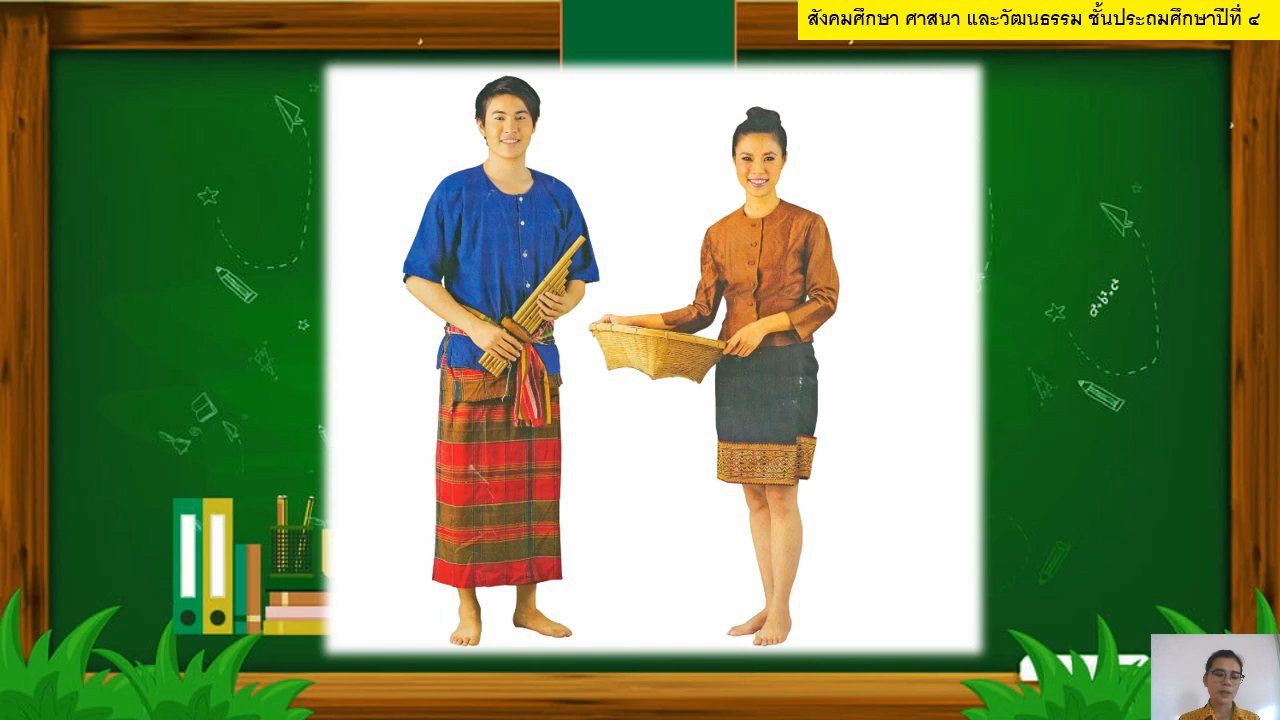 สังคมศึกษา ศาสนา และวัฒนธรรม ชั้นประถมศึกษาปีที่ ๔